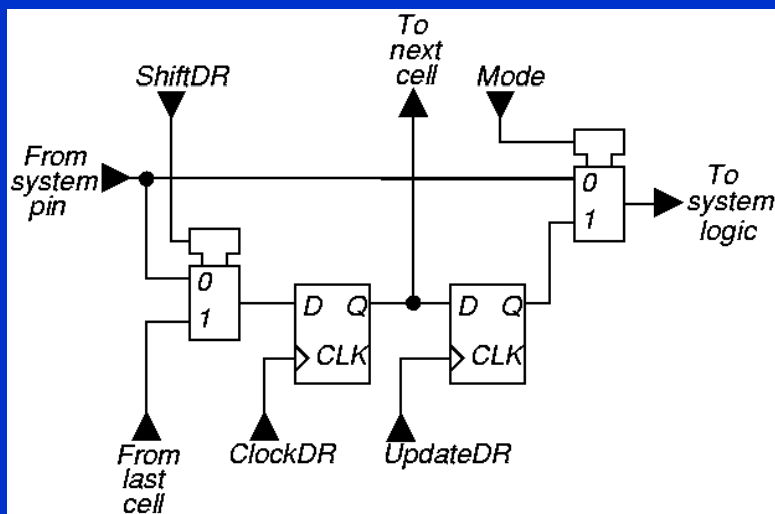 To
next
cell
ShiftDR
Mode
From
system
pin
0
1
To
system
logic
0
1
D Q
CLK
D Q
CLK
From
last
cell
ClockDR
UpdateDR